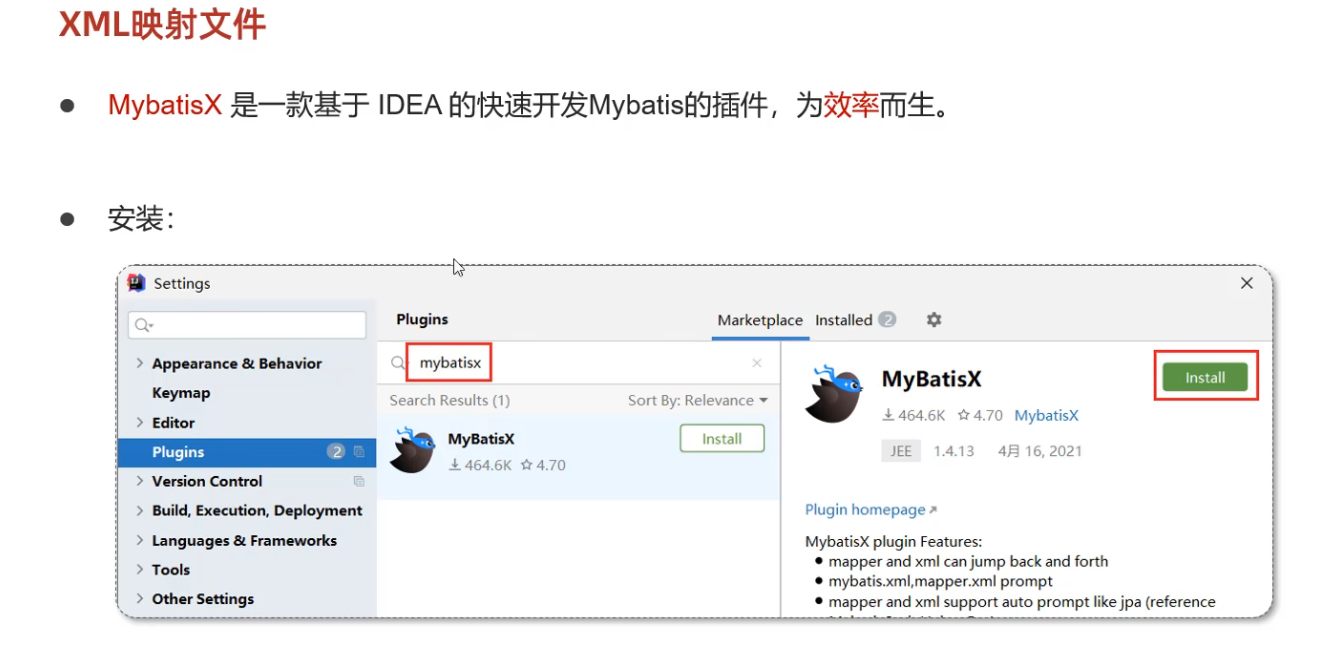 XML映射文件
MybatisX 是一款基于 IDEA 的快速开发Mybatis的插件，为效率而生。
安装：
Settings
Appearance & Behavior
Keymap
Editor
Plugins 2
Version Control
Build, Execution, Deployment
Languages & Frameworks
Tools
Other Settings
Plugins
Marketplace Installed 2
mybatisx
Search Results (1) Sort By: Relevance
MyBatisX
Install
464.6K 4.70
MyBatisX
Install
464.6K 4.70 MybatisX
JEE 1.4.13 4月 16, 2021
Plugin homepage
MybatisX plugin Features:
mapper and xml can jump back and forth
mybatis.xml,mapper.xml prompt
mapper and xml support auto prompt like jpa (reference